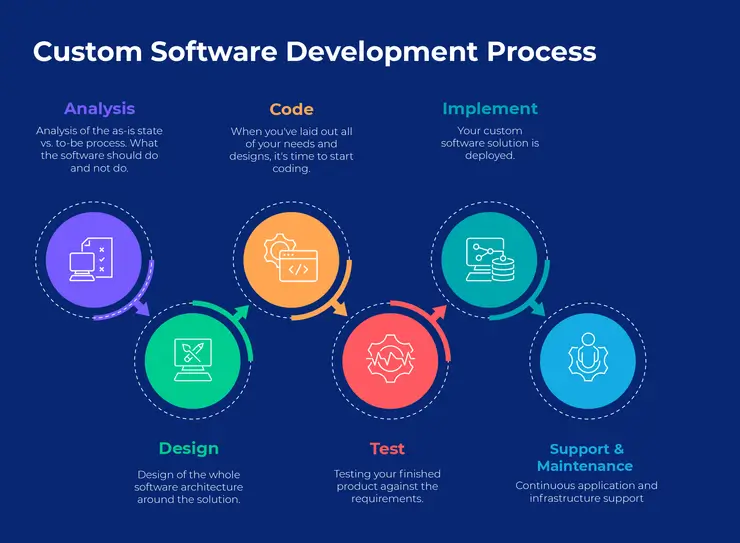 Custom Software Development Process
Analysis
Analysis of the as-is state
vs. to-be process. What
the software should do
and not do.
Code
When you've laid out all
of your needs and
designs, it's time to start
coding.
Implement
Your custom
software solution is
deployed.
</>
Design
Design of the whole
software architecture
around the solution.
Test
Testing your finished
product against the
requirements.
Support &
Maintenance
Continuous application and
infrastructure support